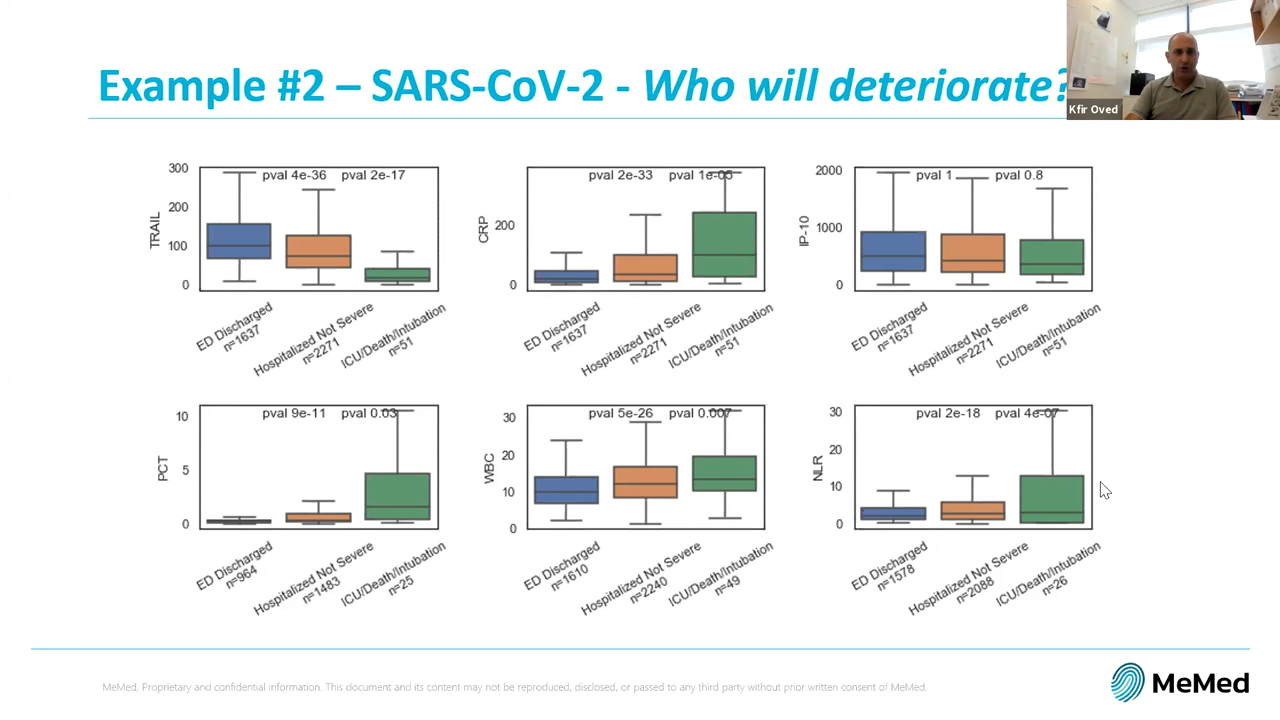 Example #2 – SARS-CoV-2 - Who will deteriorate?
Kfir Oved
300
200
100
0
TRAIL
pval 4e-36 pval 2e-17
ED Discharged
n=1637
Hospitalized Not Severe
n=2271
ICU/Death/Intubation
n=51
200
0
CRP
pval 2e-33 pval 1e-05
ED Discharged
n=1637
Hospitalized Not Severe
n=2271
ICU/Death/Intubation
n=51
2000
1000
0
IP-10
pval 1 pval 0.8
ED Discharged
n=1637
Hospitalized Not Severe
n=2271
ICU/Death/Intubation
n=51
10
5
0
PCT
pval 9e-11 pval 0.03
ED Discharged
n=964
Hospitalized Not Severe
n=1483
ICU/Death/Intubation
n=25
30
20
10
0
WBC
pval 5e-26 pval 0.007
ED Discharged
n=1610
Hospitalized Not Severe
n=2240
ICU/Death/Intubation
n=49
30
20
10
0
NLR
pval 2e-18 pval 4e-07
ED Discharged
n=1578
Hospitalized Not Severe
n=2088
ICU/Death/Intubation
n=26
MeMed, Proprietary and confidential information. This document and its content may not be reproduced, disclosed, or passed to any third party without prior written consent of MeMed.
MeMed